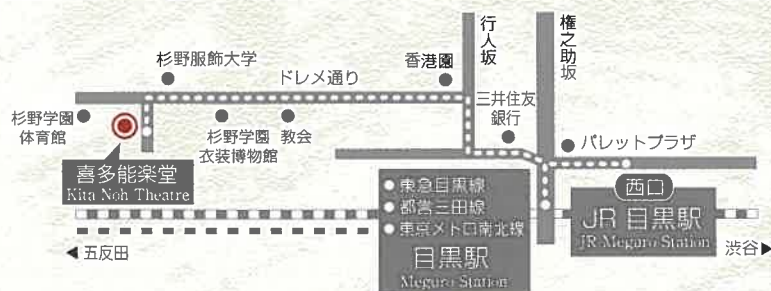 行人坂
権之助坂
杉野服飾大学
ドレメ通り
香港園
三井住友
銀行
パレットプラザ
杉野学園
体育館
杉野学園
衣装博物館
教会
喜多能楽堂
Kita Noh Theatre
東急目黒線
都営三田線
東京メトロ南北線
目黒駅
Meguro Station
西口
JR 目黒駅
JR Meguro Station
◀ 五反田
渋谷▶